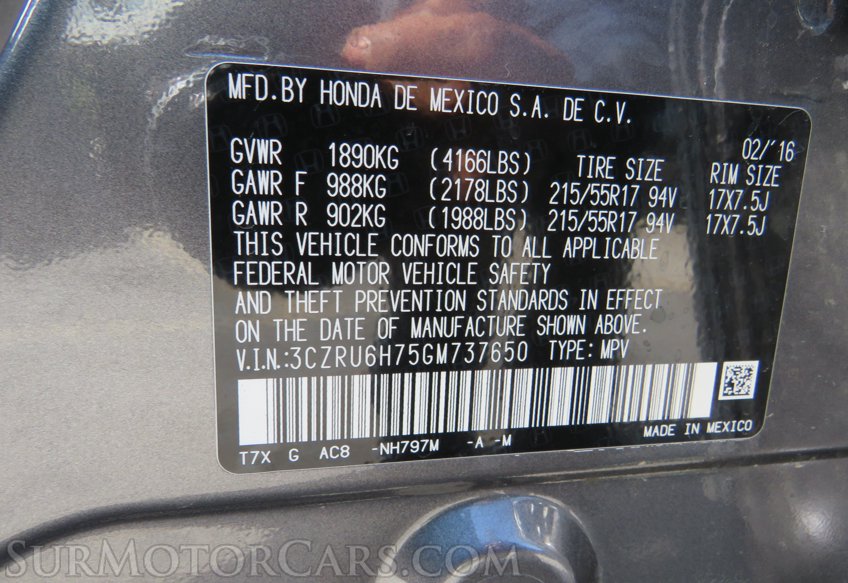 MFD.BY HONDA DE MEXICO S.A. DE C.V.
02/'16
GVWR 1890KG (4166LBS) TIRE SIZE RIM SIZE
GAWR F 988KG (2178LBS) 215/55R17 94V 17X7.5J
GAWR R 902KG (1988LBS) 215/55R17 94V 17X7.5J
THIS VEHICLE CONFORMS TO ALL APPLICABLE
FEDERAL MOTOR VEHICLE SAFETY
AND THEFT PREVENTION STANDARDS IN EFFECT
ON THE DATE OF MANUFACTURE SHOWN ABOVE.
V.I.N.:3CZRU6H75GM737650 TYPE: MPV
T7X G AC8 -NH797M -A -M MADE IN MEXICO
SURMOTORCARS.COM